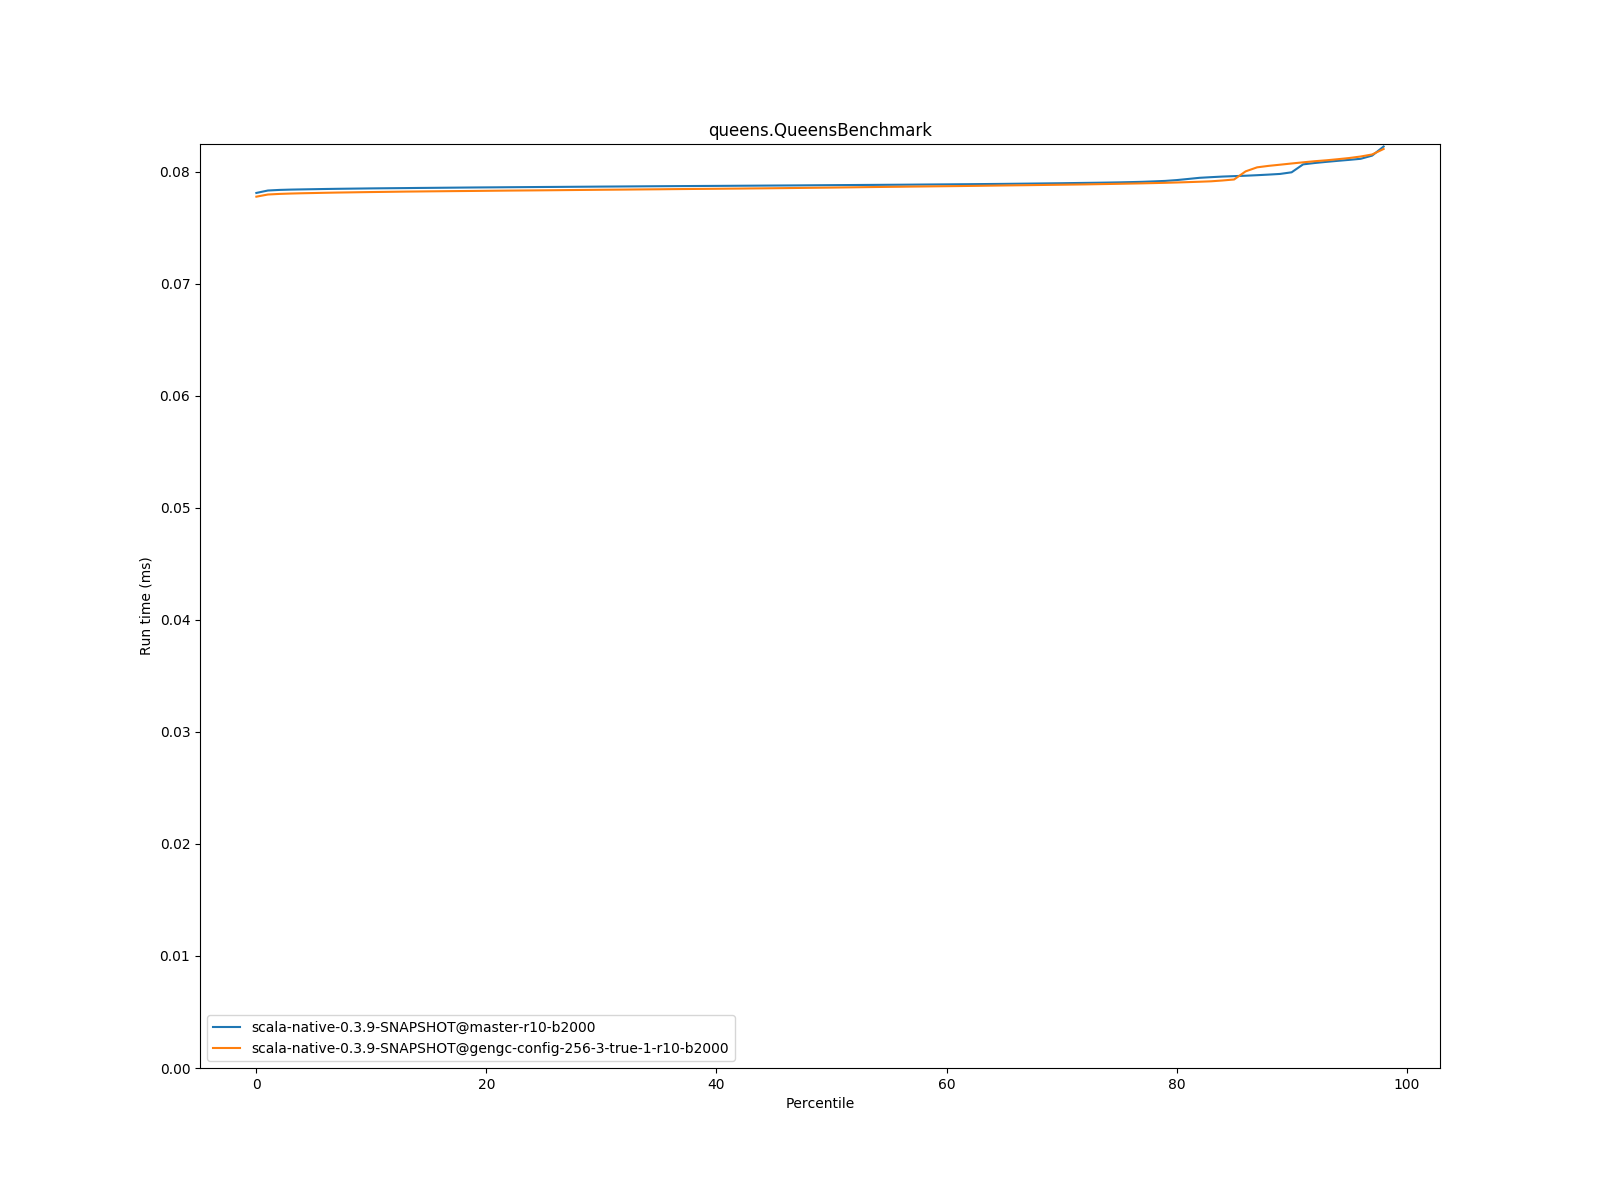 queens.QueensBenchmark
0.08
0.07
0.06
0.05
0.04
0.03
0.02
0.01
0.00
Run time (ms)
scala-native-0.3.9-SNAPSHOT@master-r10-b2000
scala-native-0.3.9-SNAPSHOT@gengc-config-256-3-true-1-r10-b2000
0 20 40 60 80 100
Percentile